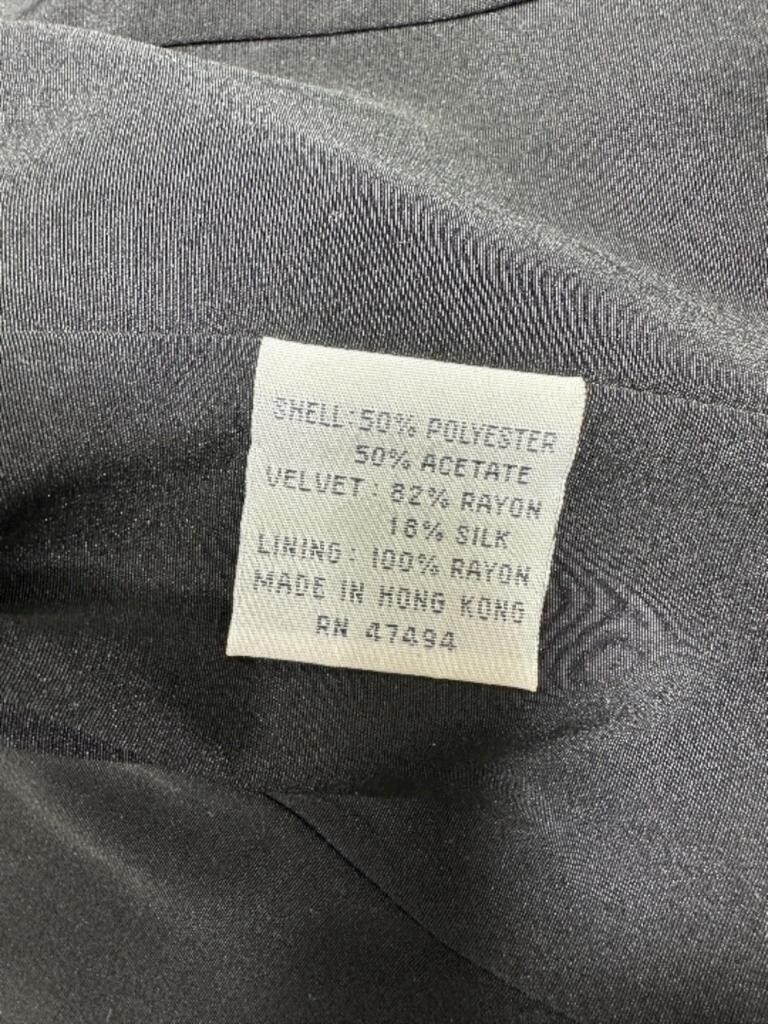 SHELL: 50% POLYESTER
50% ACETATE
VELVET: 82% RAYON
18% SILK
LINING: 100% RAYON
MADE IN HONG KONG
RN 47494